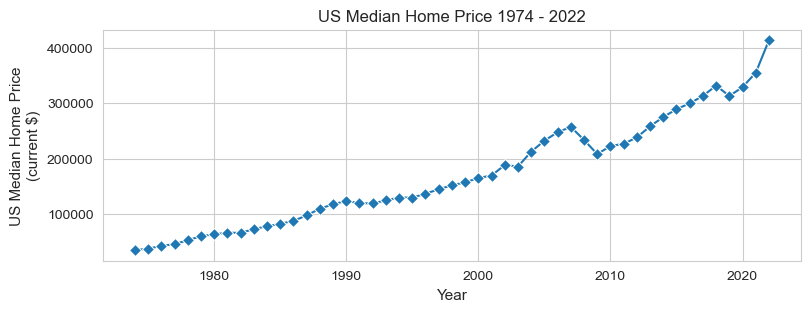 US Median Home Price 1974 - 2022
US Median Home Price
(current $)
400000
300000
200000
100000
1980
1990
2000
2010
2020
Year